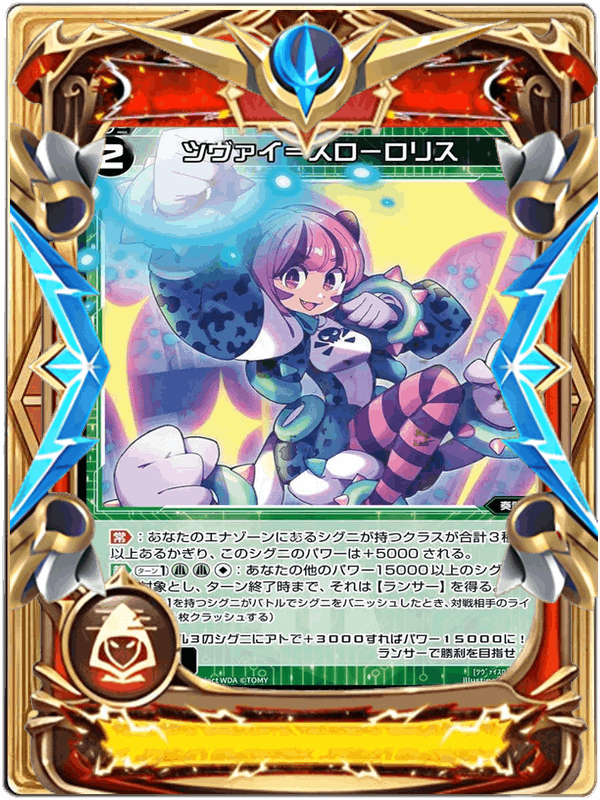 2
ツヴァイ=スローロリス
奏
常：あなたのエナゾーンにあるシグニが持つクラスが合計3種
以上あるかぎり、このシグニのパワーは+5000される。
ターン1：あなたの他のパワー15000以上のシグ
対象とし、ターン終了時まで、それは【ランサー】を得る。
を持つシグニがバトルでシグニをバニッシュしたとき、対戦相手のライ
枚クラッシュする）
ル3のシグニにアトで+3000すればパワー15000に！
ランサーで勝利を目指せ
ject WDA ©TOMY